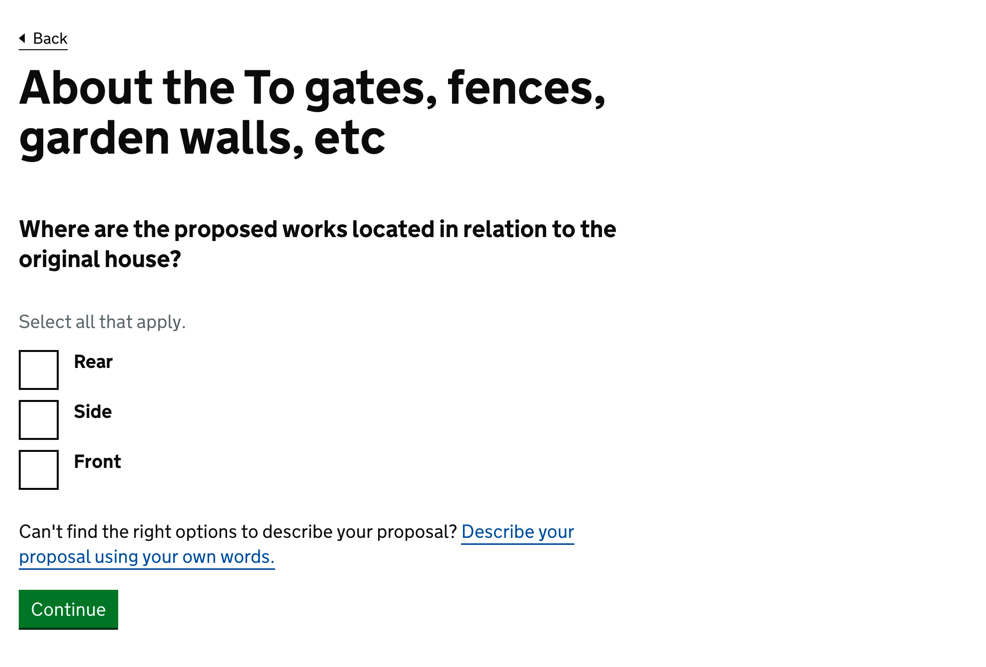 Back
About the To gates, fences,
garden walls, etc
Where are the proposed works located in relation to the
original house?
Select all that apply.
Rear
Side
Front
Can't find the right options to describe your proposal? Describe your
proposal using your own words.
Continue